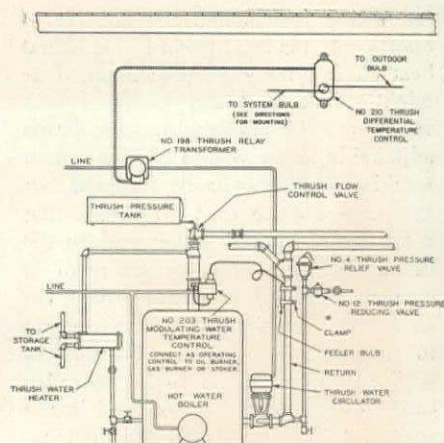 TO OUTDOOR
BULB
TO SYSTEM BULB
(SEE DIRECTIONS
FOR MOUNTING)
NO. 210 THRUSH
DIFFERENTIAL
TEMPERATURE
CONTROL
NO. 198 THRUSH RELAY
TRANSFORMER
LINE
THRUSH FLOW
CONTROL VALVE
THRUSH PRESSURE
TANK
NO. 4 THRUSH PRESSURE
RELIEF VALVE
LINE
NO. 12 THRUSH PRESSURE
REDUCING VALVE
NO. 203 THRUSH
MODULATING WATER
TEMPERATURE
CONTROL
CONNECT AS OPERATING
CONTROL TO OIL BURNER,
GAS BURNER OR STOKER.
TO
STORAGE
TANK
CLAMP
FEELER BULB
RETURN
THRUSH WATER
HEATER
HOT WATER
BOILER
THRUSH WATER
CIRCULATOR